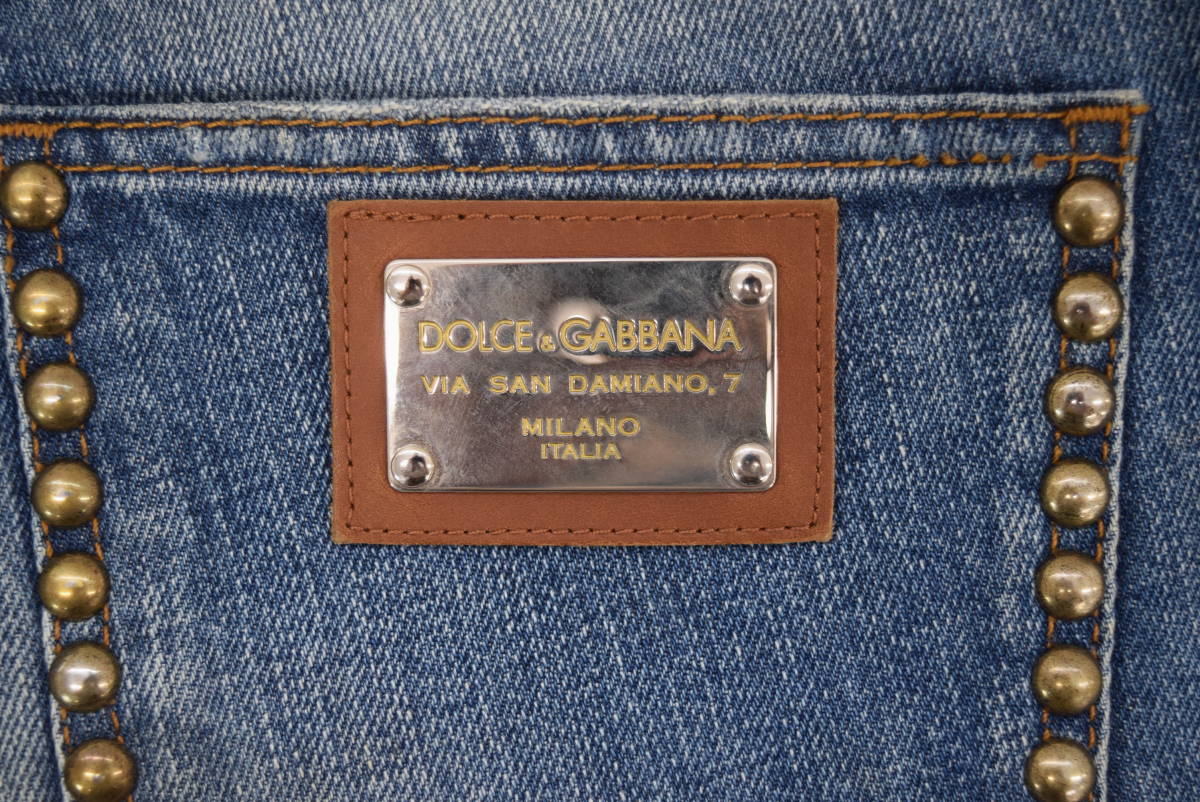 DOLCE & GABBANA
VIA SAN DAMIANO, 7
MILANO
ITALIA